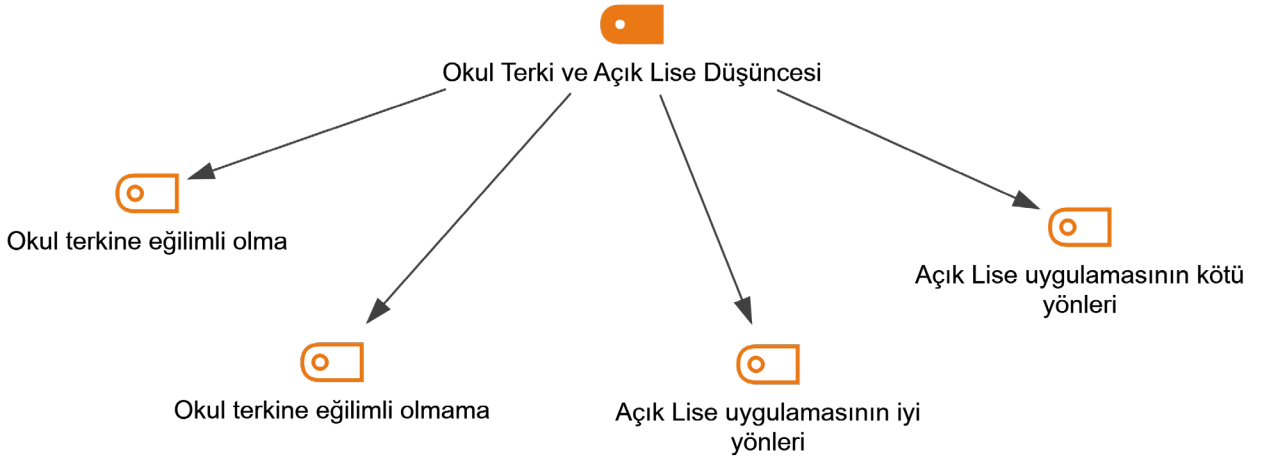 Okul Terki ve Açık Lise Düşüncesi
Okul terkine eğilimli olma
Açık Lise uygulamasının kötü
yönleri
Okul terkine eğilimli olmama
Açık Lise uygulamasının iyi
yönleri